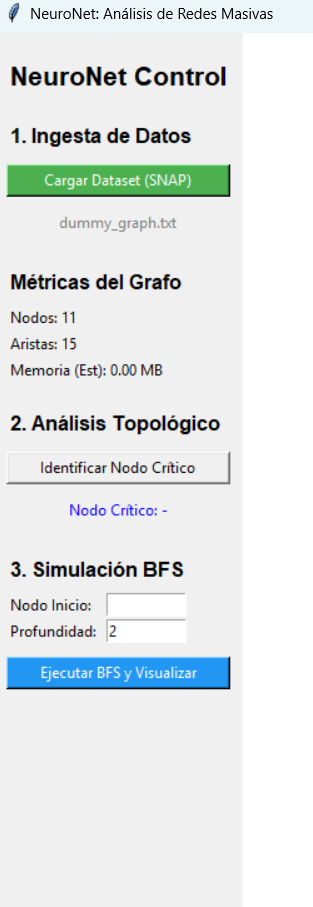 NeuroNet: Análisis de Redes Masivas
NeuroNet Control
1. Ingesta de Datos
Cargar Dataset (SNAP)
dummy_graph.txt
Métricas del Grafo
Nodos: 11
Aristas: 15
Memoria (Est): 0.00 MB
2. Análisis Topológico
Identificar Nodo Crítico
Nodo Crítico: -
3. Simulación BFS
Nodo Inicio:
Profundidad: 2
Ejecutar BFS y Visualizar